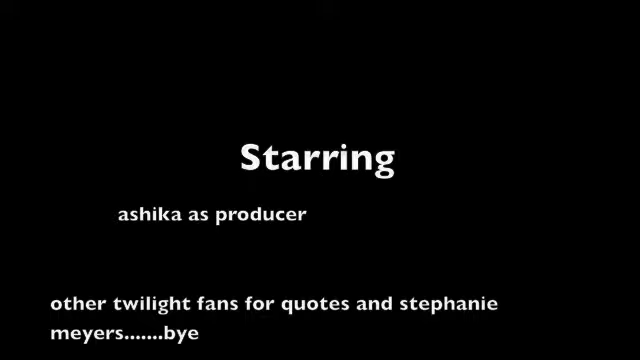 Starring
ashika as producer
other twilight fans for quotes and stephanie
meyers.......bye